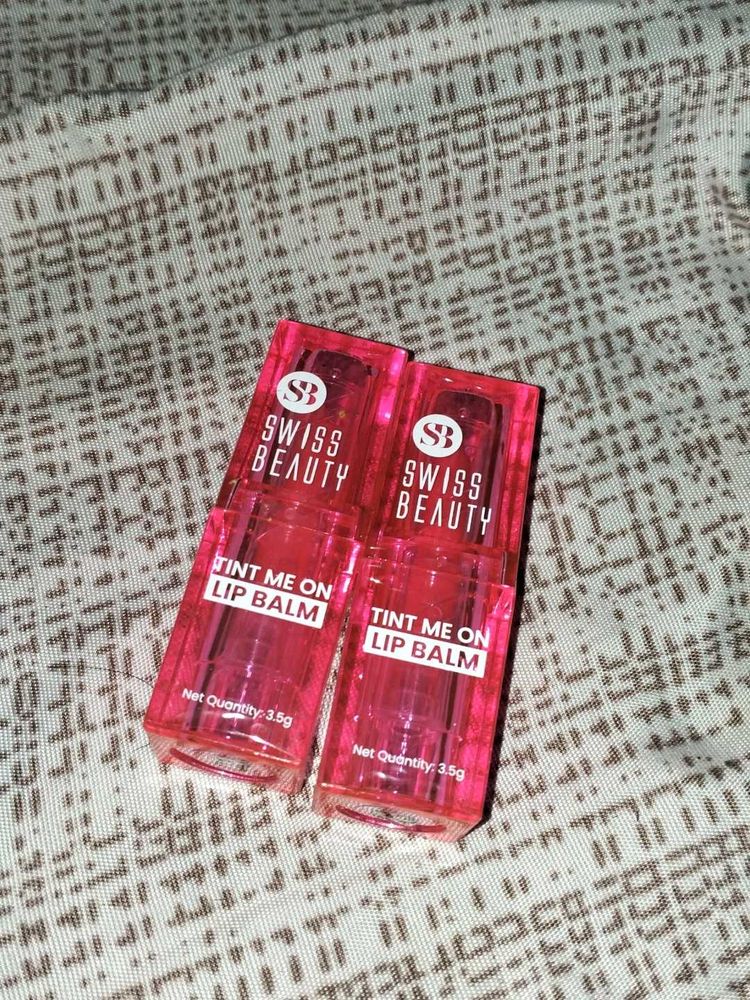 SB
SWISS
BEAUTY
TINT ME ON
LIP BALM
Net Quantity: 3.5g
SB
SWISS
BEAUTY
TINT ME ON
LIP BALM
Net Quantity: 3.5g